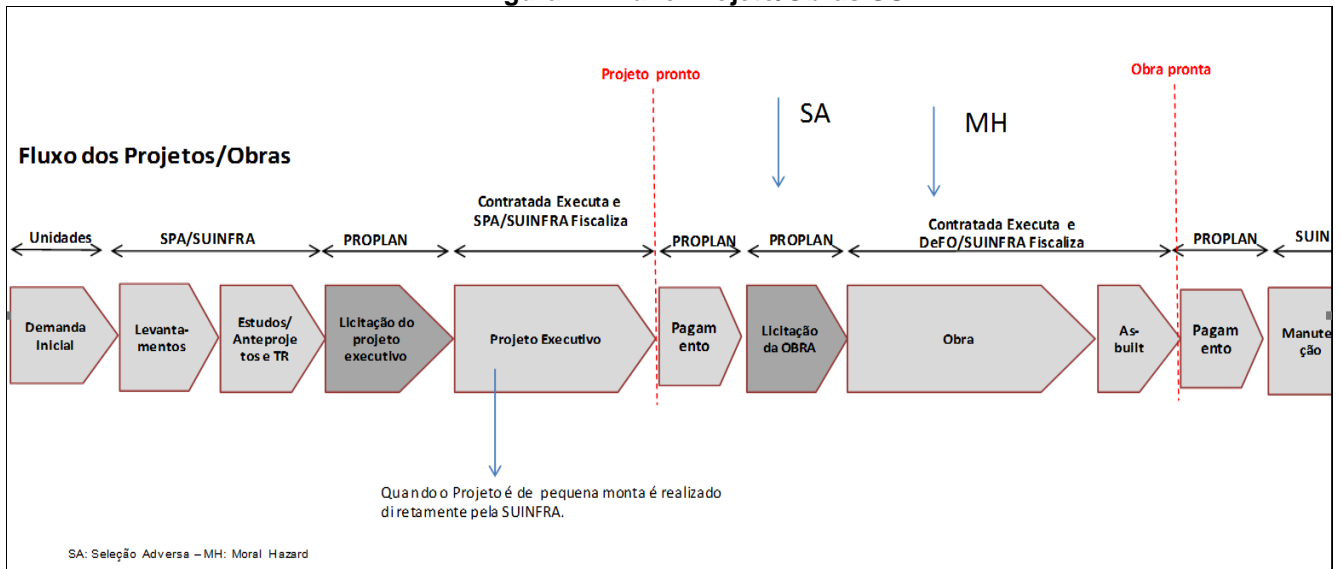 Projeto pronto
Obra pronta
SA
MH
Fluxo dos Projetos/Obras
Contratada Executa e
SPA/SUINFRA Fiscaliza
Contratada Executa e
DeFO/SUINFRA Fiscaliza
Unidades
SPA/SUINFRA
PROPLAN
PROPLAN
PROPLAN
PROPLAN
SUIN
Demanda
Inicial
Levanta-
mentos
Estudos/
Anteproje
tos e TR
Licitação do
projeto
executivo
Projeto Executivo
Pagam
ento
Licitação
da OBRA
Obra
As-
built
Pagam
ento
Manute
ção
Quando o Projeto é de pequena monta é realizado
diretamente pela SUINFRA.
SA: Seleção Adversa – MH: Moral Hazard